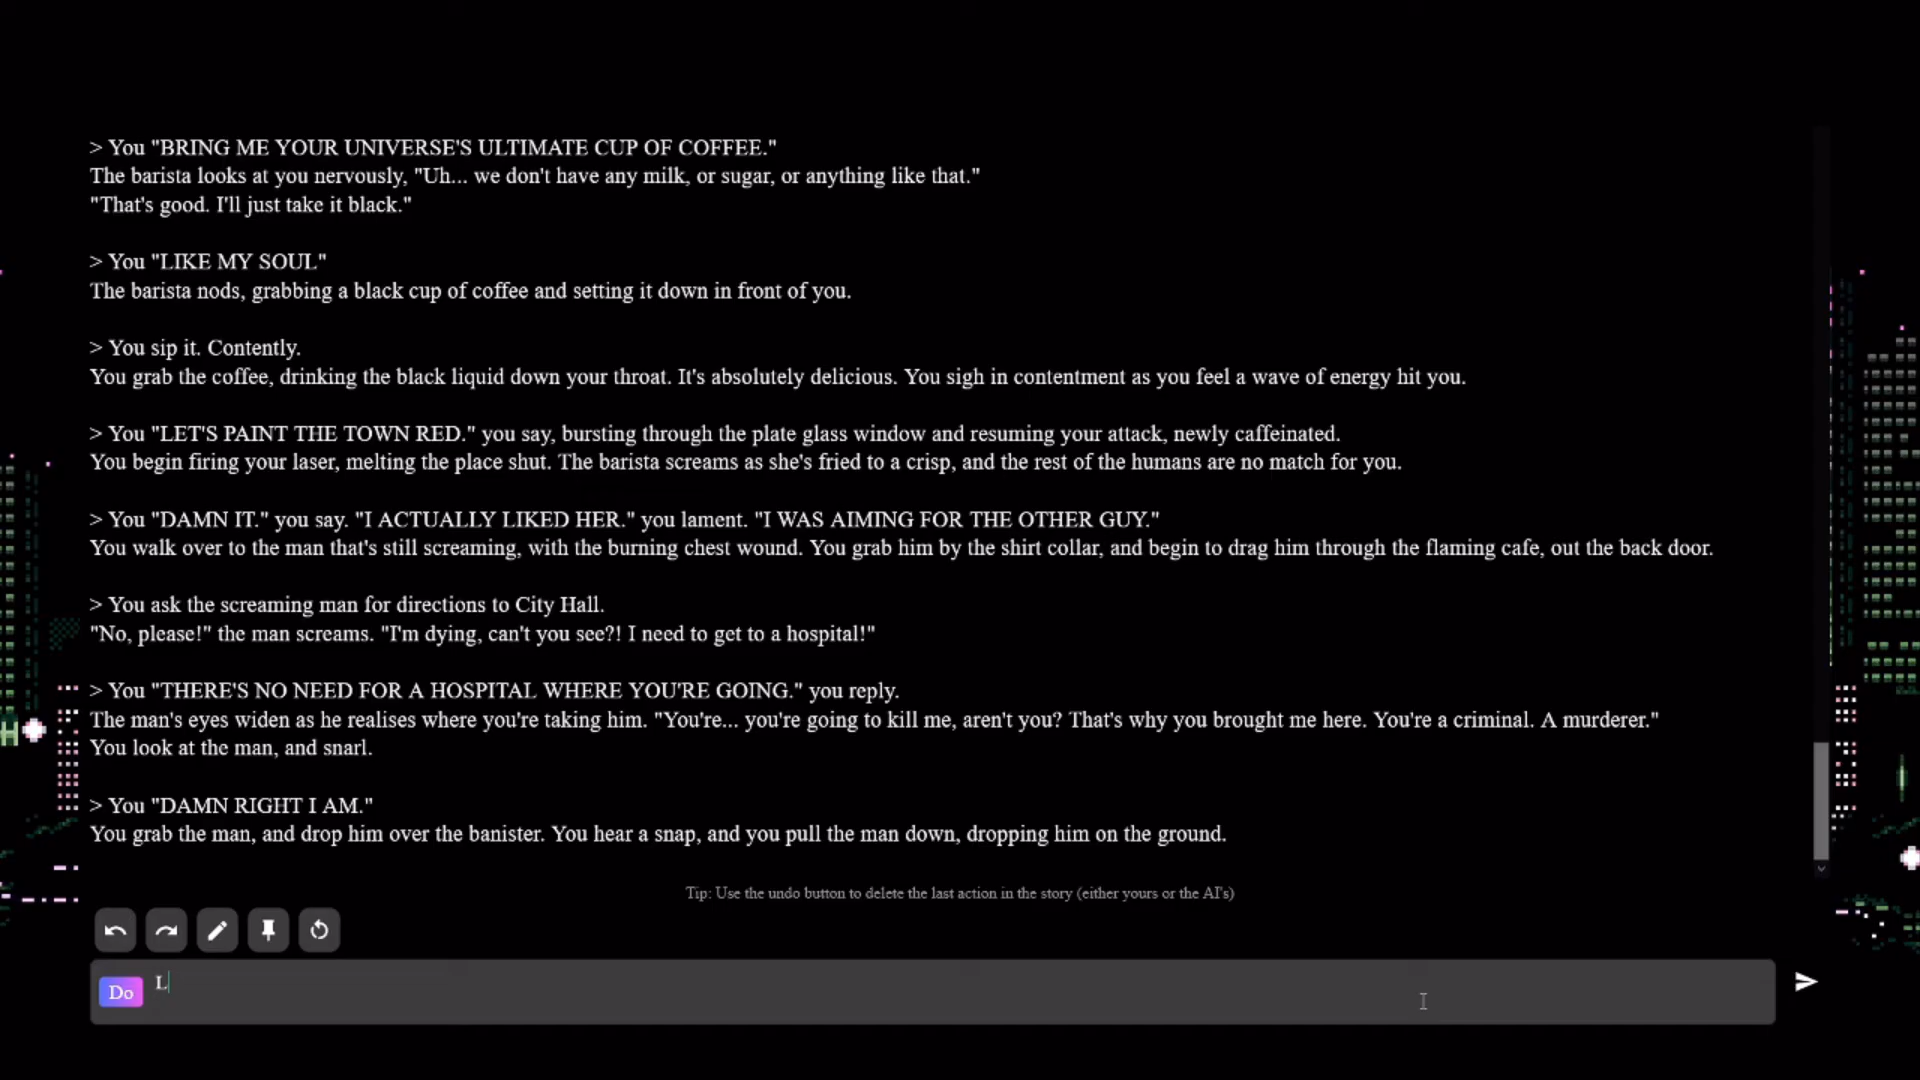 > You "BRING ME YOUR UNIVERSE'S ULTIMATE CUP OF COFFEE."
The barista looks at you nervously, "Uh... we don't have any milk, or sugar, or anything like that."
"That's good. I'll just take it black."
> You "LIKE MY SOUL"
The barista nods, grabbing a black cup of coffee and setting it down in front of you.
> You sip it. Contently.
You grab the coffee, drinking the black liquid down your throat. It's absolutely delicious. You sigh in contentment as you feel a wave of energy hit you.
> You "LET'S PAINT THE TOWN RED." you say, bursting through the plate glass window and resuming your attack, newly caffeinated.
You begin firing your laser, melting the place shut. The barista screams as she's fried to a crisp, and the rest of the humans are no match for you.
> You "DAMN IT." you say. "I ACTUALLY LIKED HER." you lament. "I WAS AIMING FOR THE OTHER GUY."
You walk over to the man that's still screaming, with the burning chest wound. You grab him by the shirt collar, and begin to drag him through the flaming cafe, out the back door.
> You ask the screaming man for directions to City Hall.
"No, please!" the man screams. "I'm dying, can't you see?! I need to get to a hospital!"
> You "THERE'S NO NEED FOR A HOSPITAL WHERE YOU'RE GOING." you reply.
The man's eyes widen as he realises where you're taking him. "You're... you're going to kill me, aren't you? That's why you brought me here. You're a criminal. A murderer."
You look at the man, and snarl.
> You "DAMN RIGHT I AM."
You grab the man, and drop him over the banister. You hear a snap, and you pull the man down, dropping him on the ground.
Tip: Use the undo button to delete the last action in the story (either yours or the AI's)
Do L